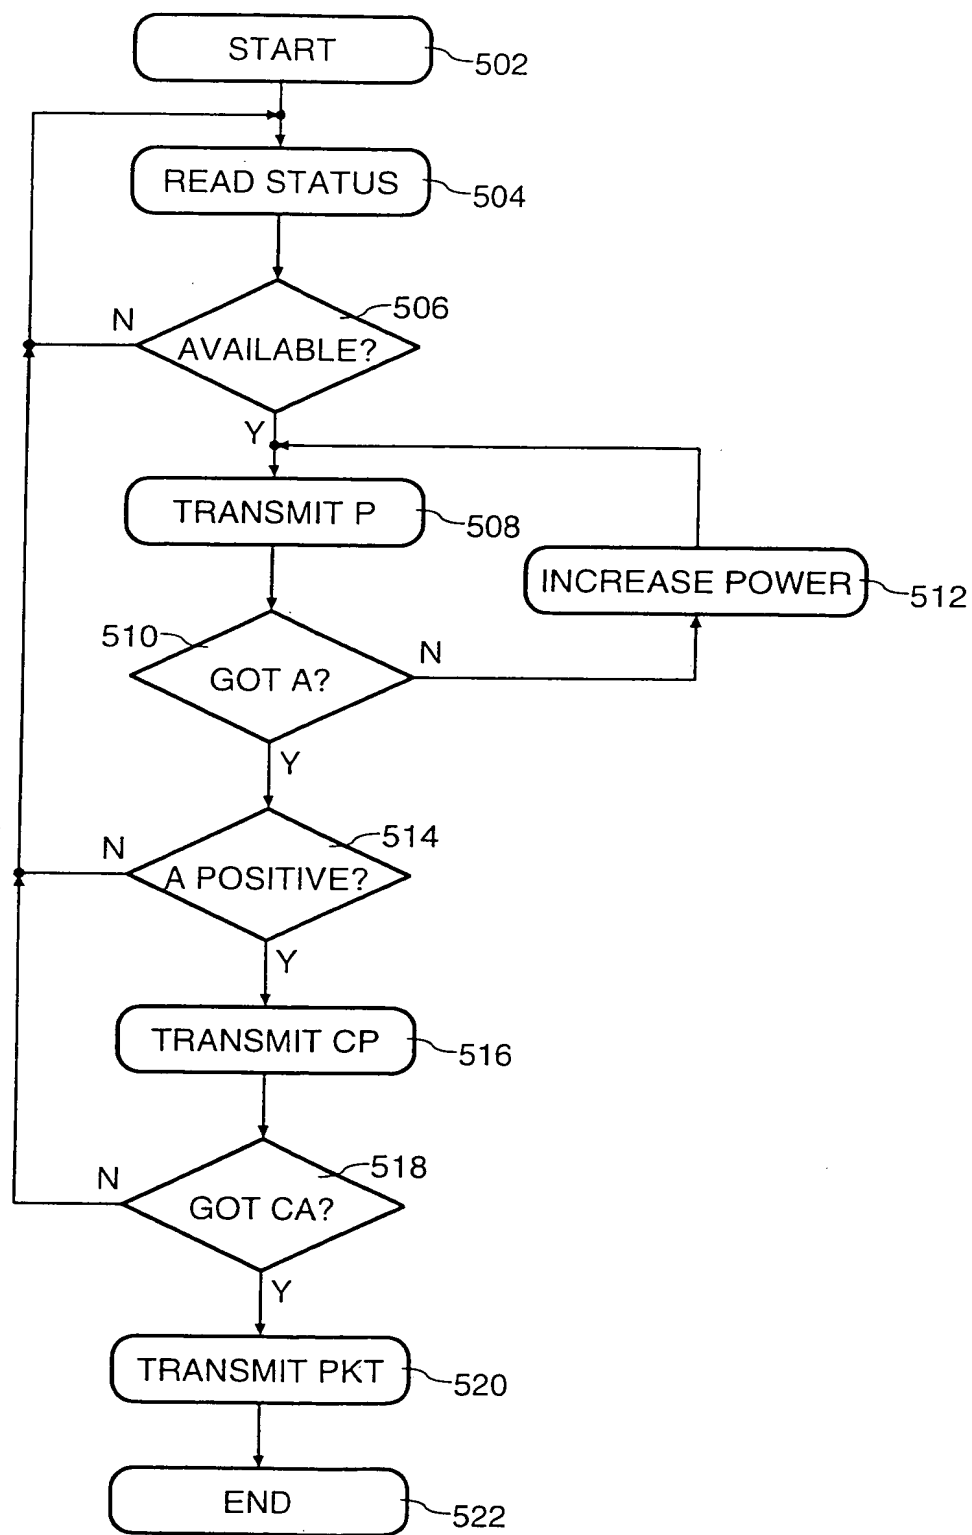 START
502
READ STATUS
504
506
N
AVAILABLE?
Y
TRANSMIT P
508
INCREASE POWER
512
510
N
GOT A?
Y
514
N
A POSITIVE?
Y
TRANSMIT CP
516
518
N
GOT CA?
Y
TRANSMIT PKT
520
END
522